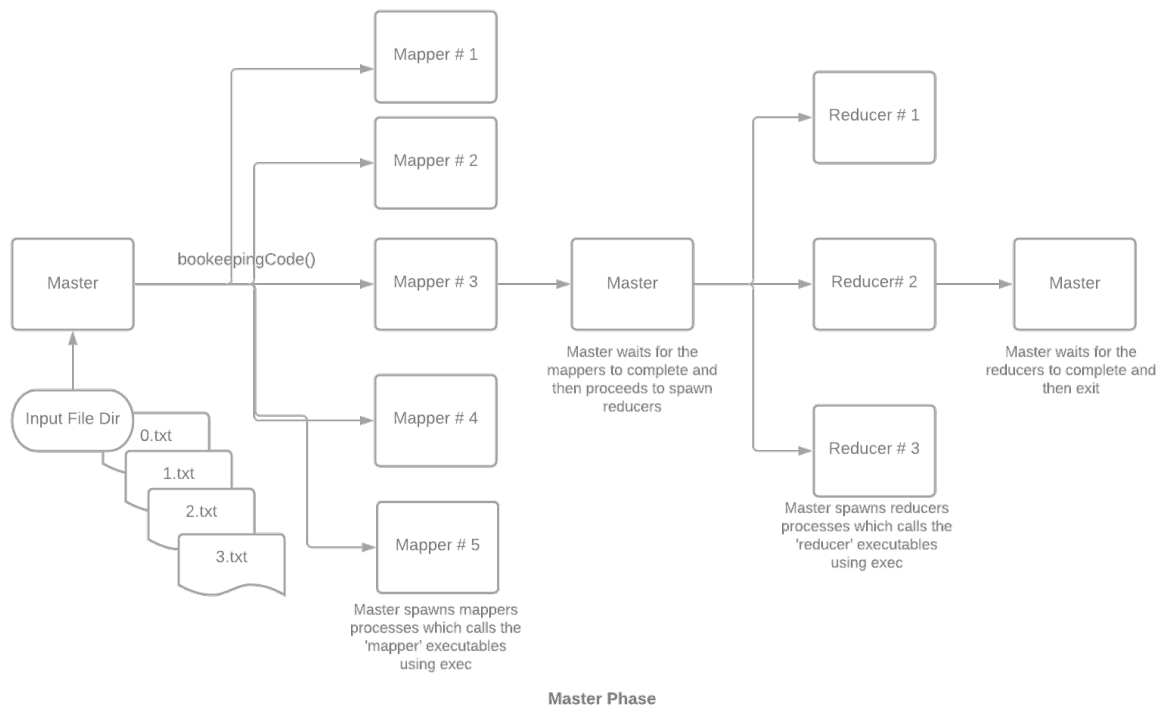 Mapper # 1
Mapper # 2
bookeepingCode()
Master
Mapper # 3
Master
Master waits for the
mappers to complete and
then proceeds to spawn
reducers
Reducer # 1
Reducer# 2
Master
Master waits for the
reducers to complete and
then exit
Input File Dir
0.txt
1.txt
2.txt
3.txt
Mapper # 4
Mapper # 5
Master spawns mappers
processes which calls the
'mapper' executables
using exec
Reducer # 3
Master spawns reducers
processes which calls the
'reducer' executables
using exec
Master Phase